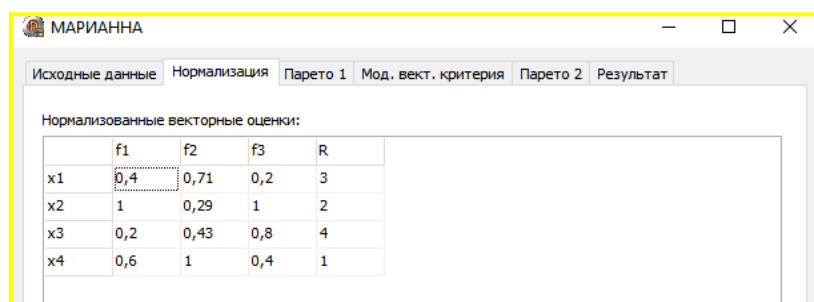 МАРИАННА
Исходные данные Нормализация Парето 1 Мод. вект. критерия Парето 2 Результат
Нормализованные векторные оценки:
f1 f2 f3 R
x1 0,4 0,71 0,2 3
x2 1 0,29 1 2
x3 0,2 0,43 0,8 4
x4 0,6 1 0,4 1